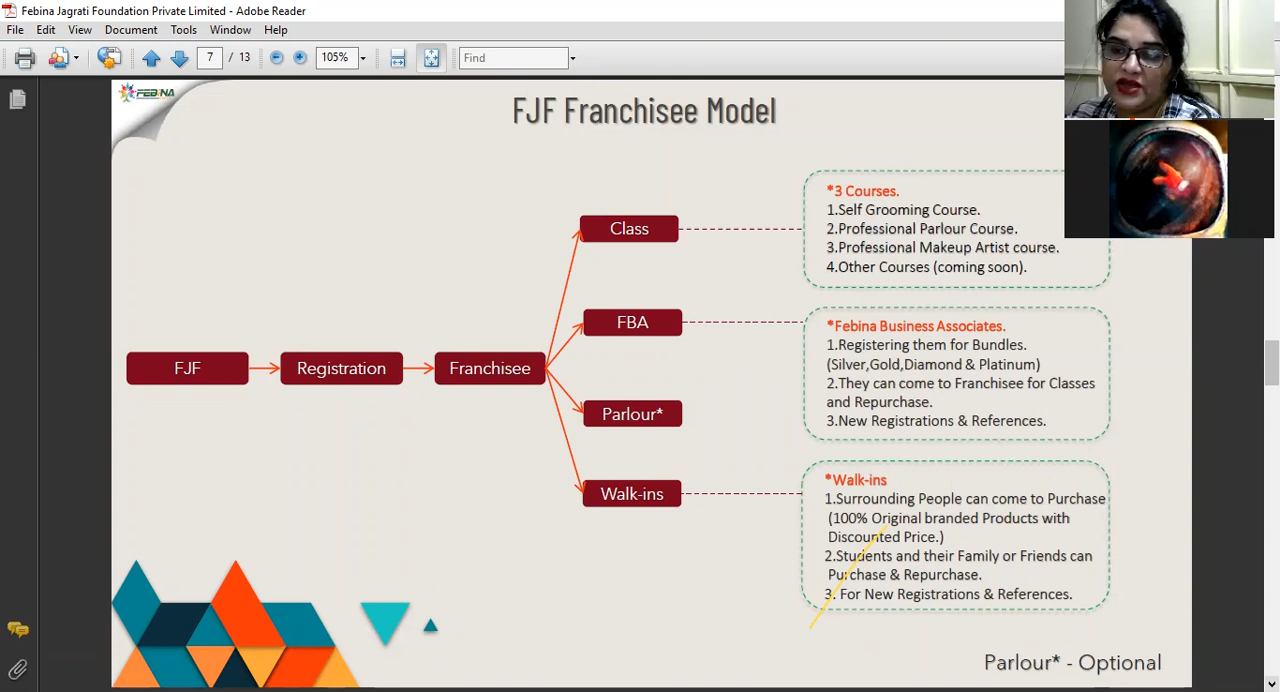 Febina Jagrati Foundation Private Limited - Adobe Reader
File Edit View Document Tools Window Help
7 / 13 105% Find
FEBINA
FJF Franchisee Model
*3 Courses.
1.Self Grooming Course.
2.Professional Parlour Course.
3.Professional Makeup Artist course.
4.Other Courses (coming soon).
Class
FBA
*Febina Business Associates.
1.Registering them for Bundles.
(Silver,Gold,Diamond & Platinum)
2.They can come to Franchisee for Classes
and Repurchase.
3.New Registrations & References.
FJF Registration Franchisee
Parlour*
Walk-ins
*Walk-ins
1.Surrounding People can come to Purchase
(100% Original branded Products with
Discounted Price.)
2.Students and their Family or Friends can
Purchase & Repurchase.
3. For New Registrations & References.
Parlour* - Optional